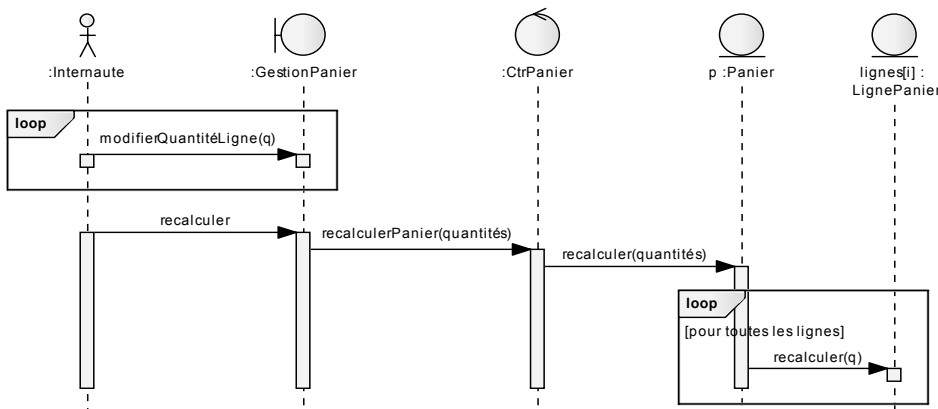 :Internaute
:GestionPanier
:CtrPanier
p :Panier
lignes[i] :
LignePanier
loop
modifierQuantitéLigne(q)
recalculer
recalculerPanier(quantités)
recalculer(quantités)
loop
[pour toutes les lignes]
recalculer(q)